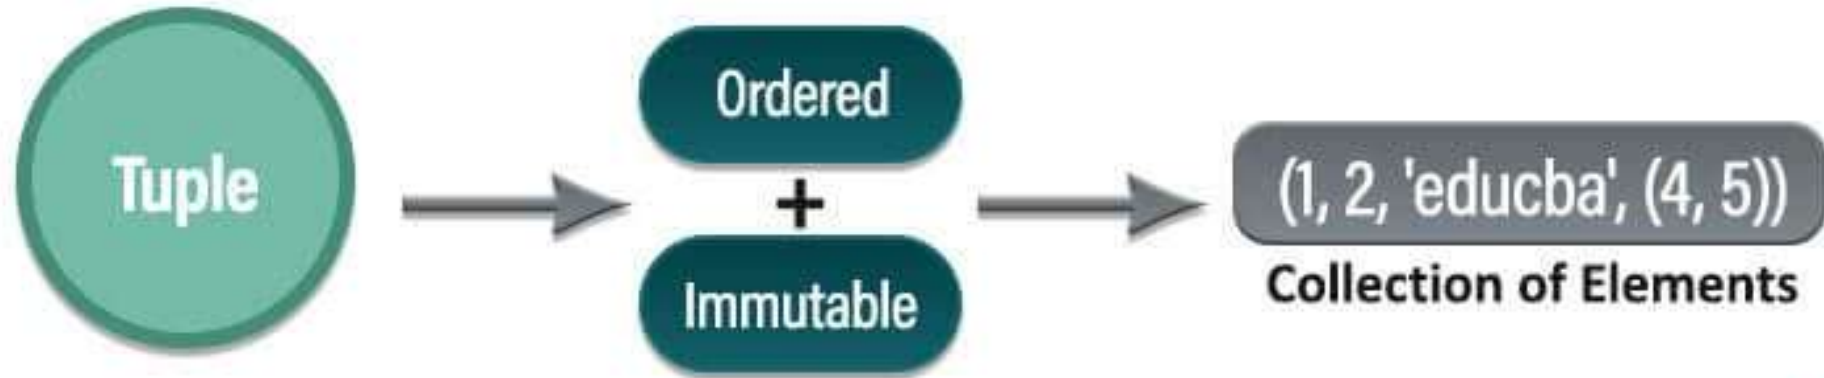 Tuple
Ordered
+
Immutable
(1, 2, 'educba', (4, 5))
Collection of Elements